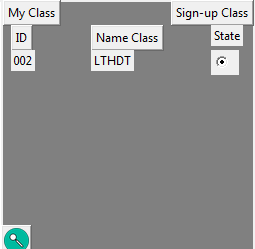 My Class Sign-up Class
ID Name Class State
002 LTHDT